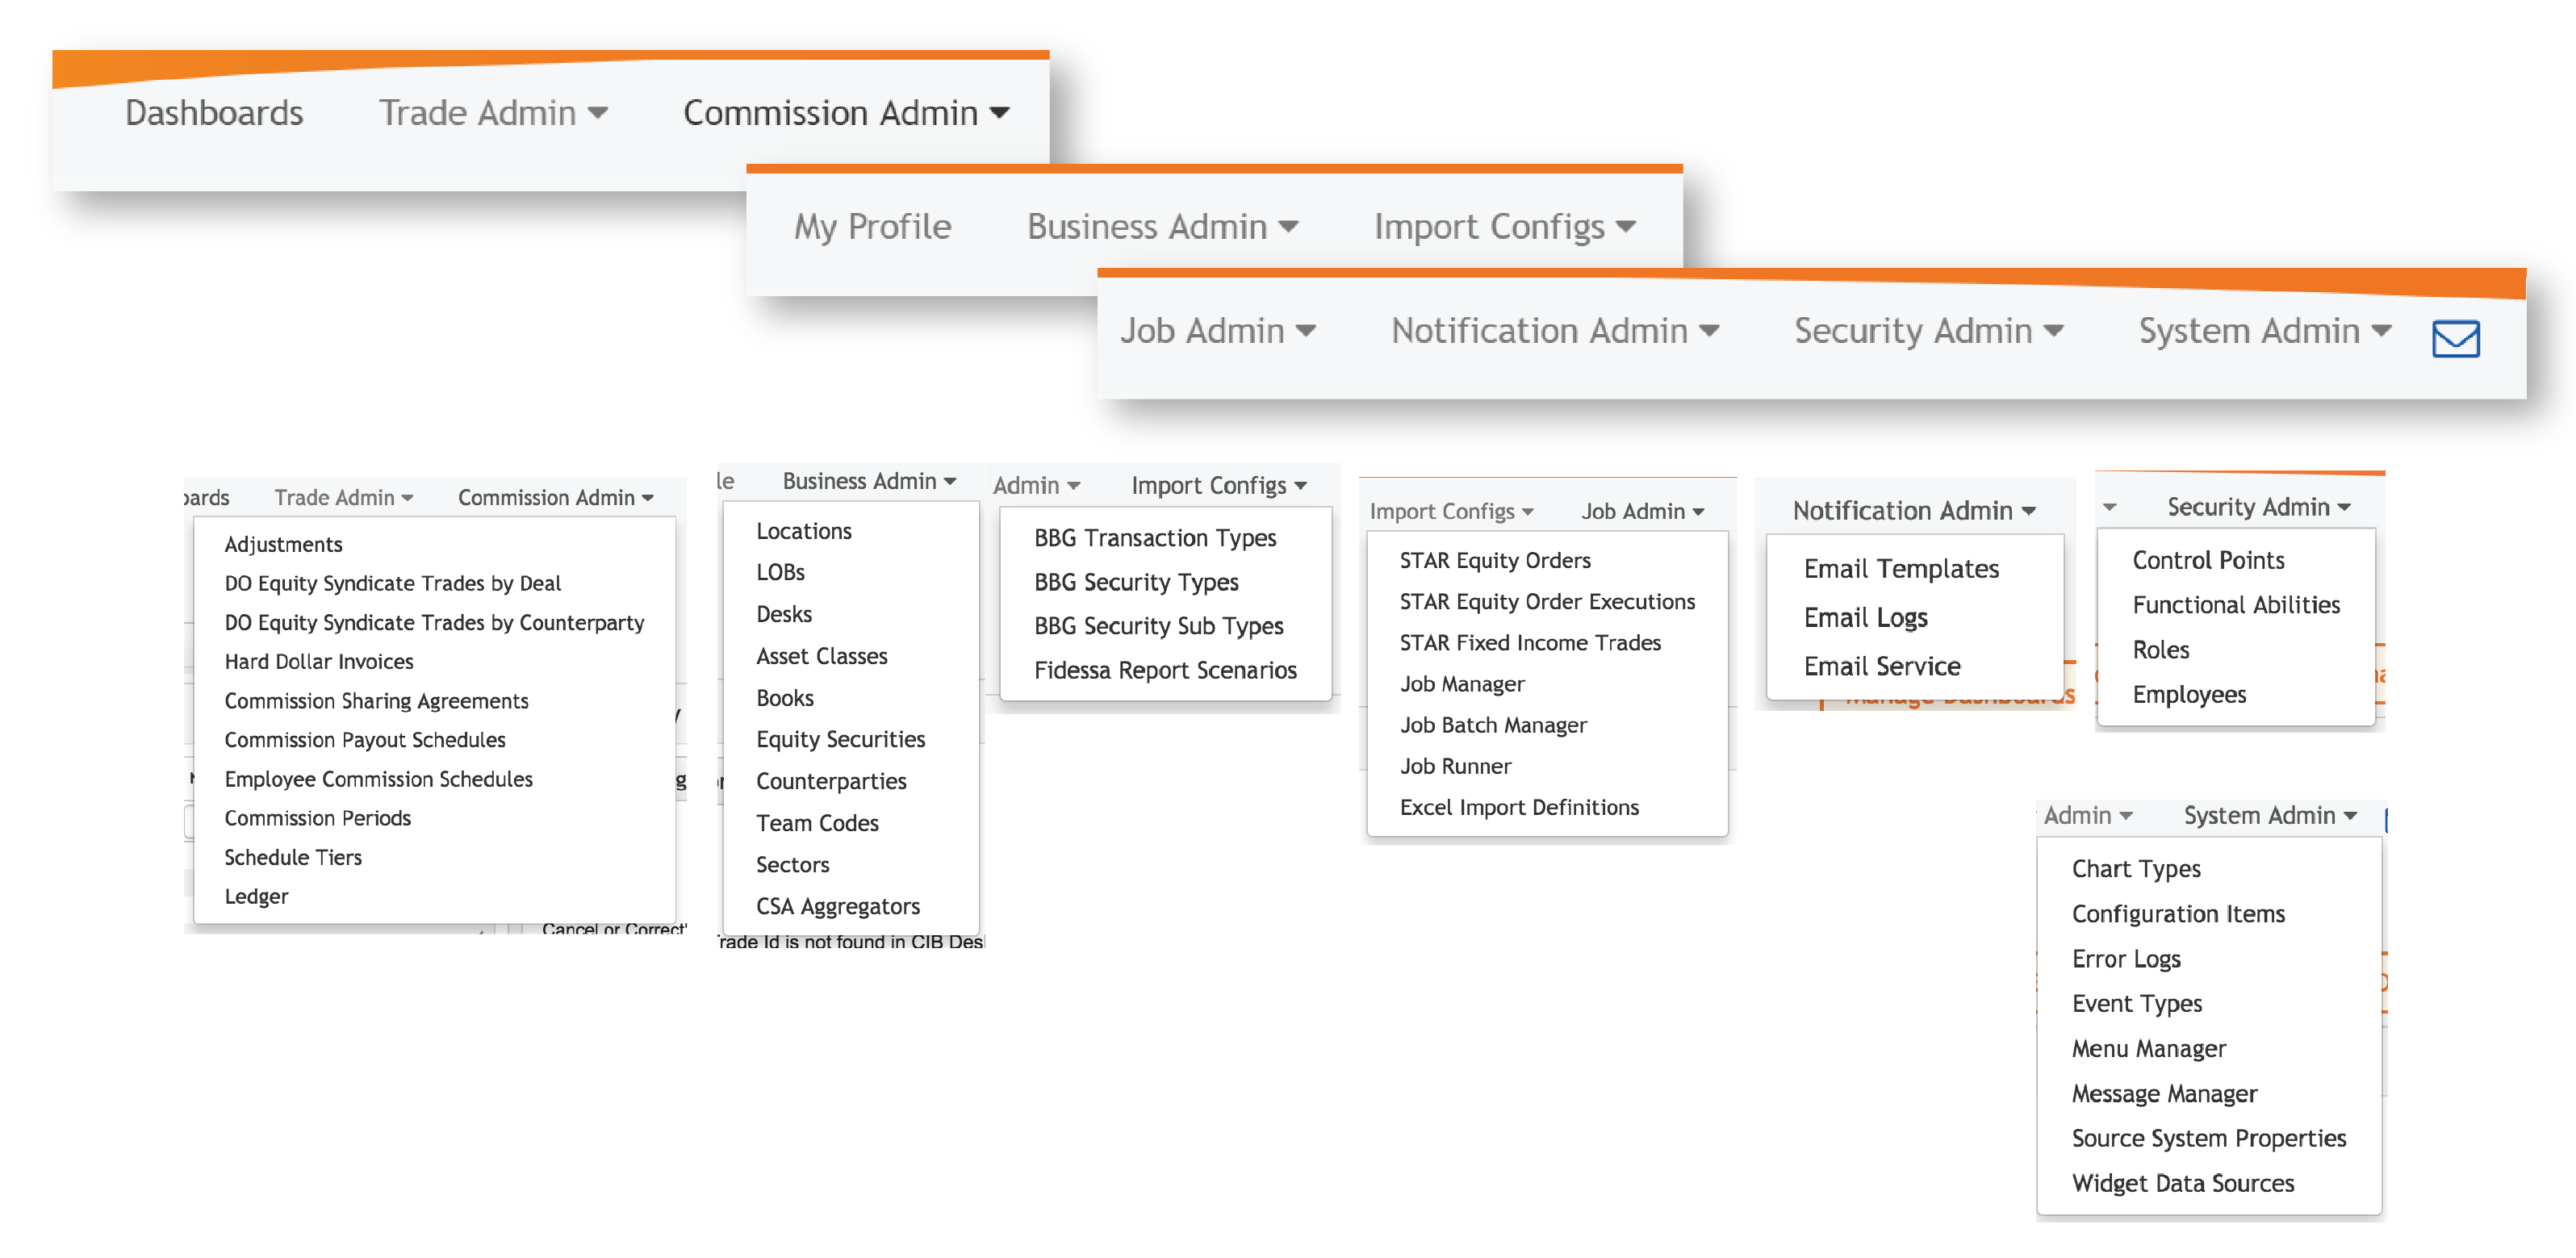 Dashboards Trade Admin Commission Admin
My Profile Business Admin Import Configs
Job Admin Notification Admin Security Admin System Admin
Trade Admin Commission Admin
Adjustments
DO Equity Syndicate Trades by Deal
DO Equity Syndicate Trades by Counterparty
Hard Dollar Invoices
Commission Sharing Agreements
Commission Payout Schedules
Employee Commission Schedules
Commission Periods
Schedule Tiers
Ledger
Cancel or Correct'
Business Admin
Locations
LOBs
Desks
Asset Classes
Books
Equity Securities
Counterparties
Team Codes
Sectors
CSA Aggregators
Id is not found in CIB
Admin Import Configs
BBG Transaction Types
BBG Security Types
BBG Security Sub Types
Fidessa Report Scenarios
Import Configs Job Admin
STAR Equity Orders
STAR Equity Order Executions
STAR Fixed Income Trades
Job Manager
Job Batch Manager
Job Runner
Excel Import Definitions
Notification Admin
Email Templates
Email Logs
Email Service
Manage Dashboards
Security Admin
Control Points
Functional Abilities
Roles
Employees
Admin System Admin
Chart Types
Configuration Items
Error Logs
Event Types
Menu Manager
Message Manager
Source System Properties
Widget Data Sources